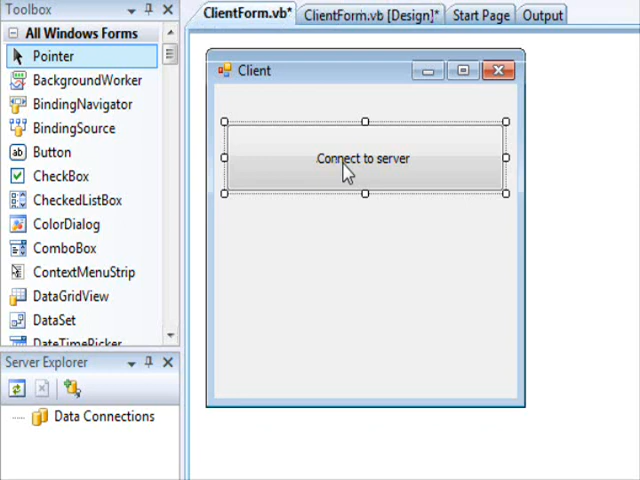 Toolbox
All Windows Forms
Pointer
BackgroundWorker
BindingNavigator
BindingSource
Button
CheckBox
CheckedListBox
ColorDialog
ComboBox
ContextMenuStrip
DataGridView
DataSet
DateTimePicker
Server Explorer
Data Connections
ClientForm.vb* ClientForm.vb [Design]* Start Page Output
Client
Connect to server